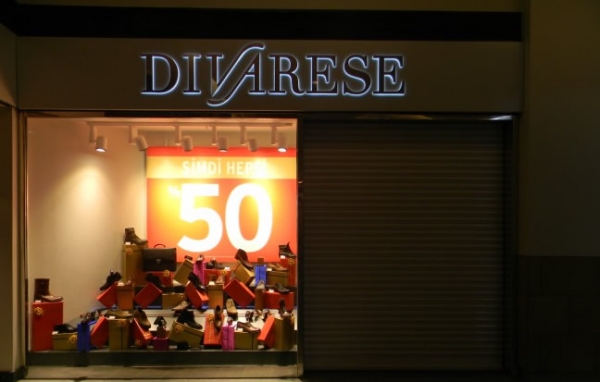 DIVARESE
ŞİMDİ HEPSİ
%50